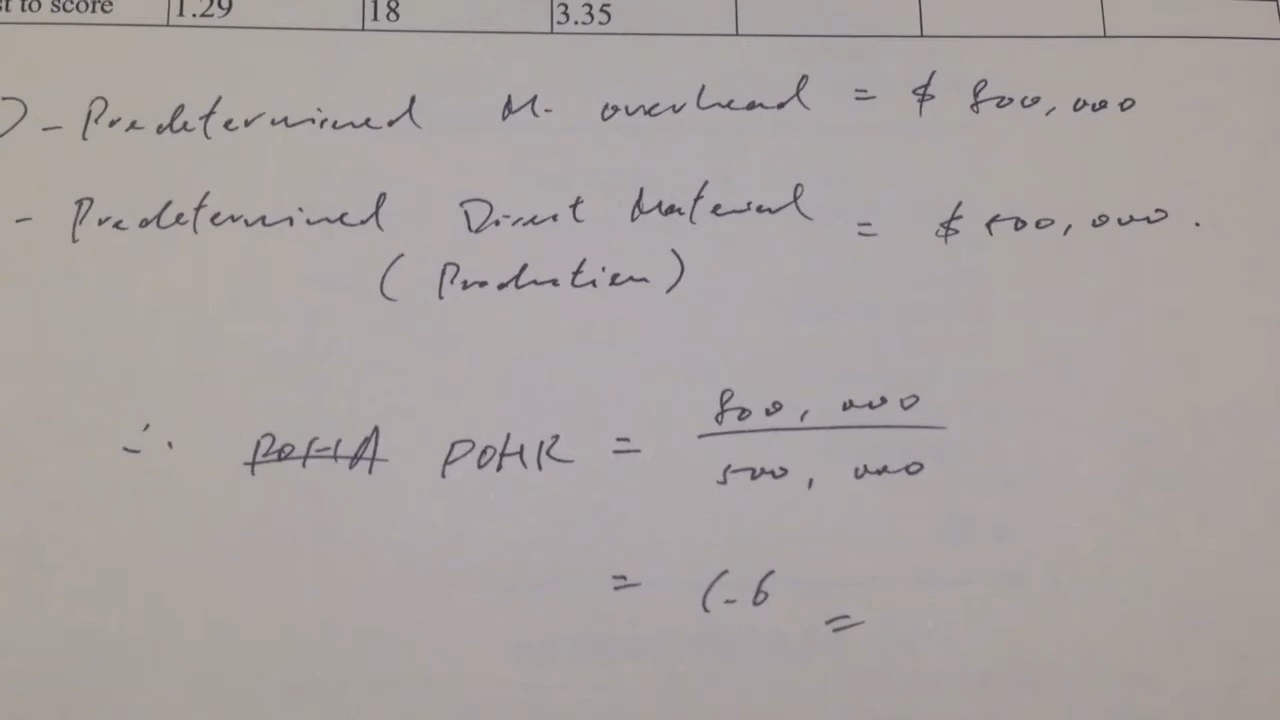 t to score 1.29 18 3.35
) - Predetermined M. overhead = $ 800,000
- Predetermined Direct Material = $ 500,000.
(Production)
∴ POHA POHR = 800,000
500,000
= 1.6 =